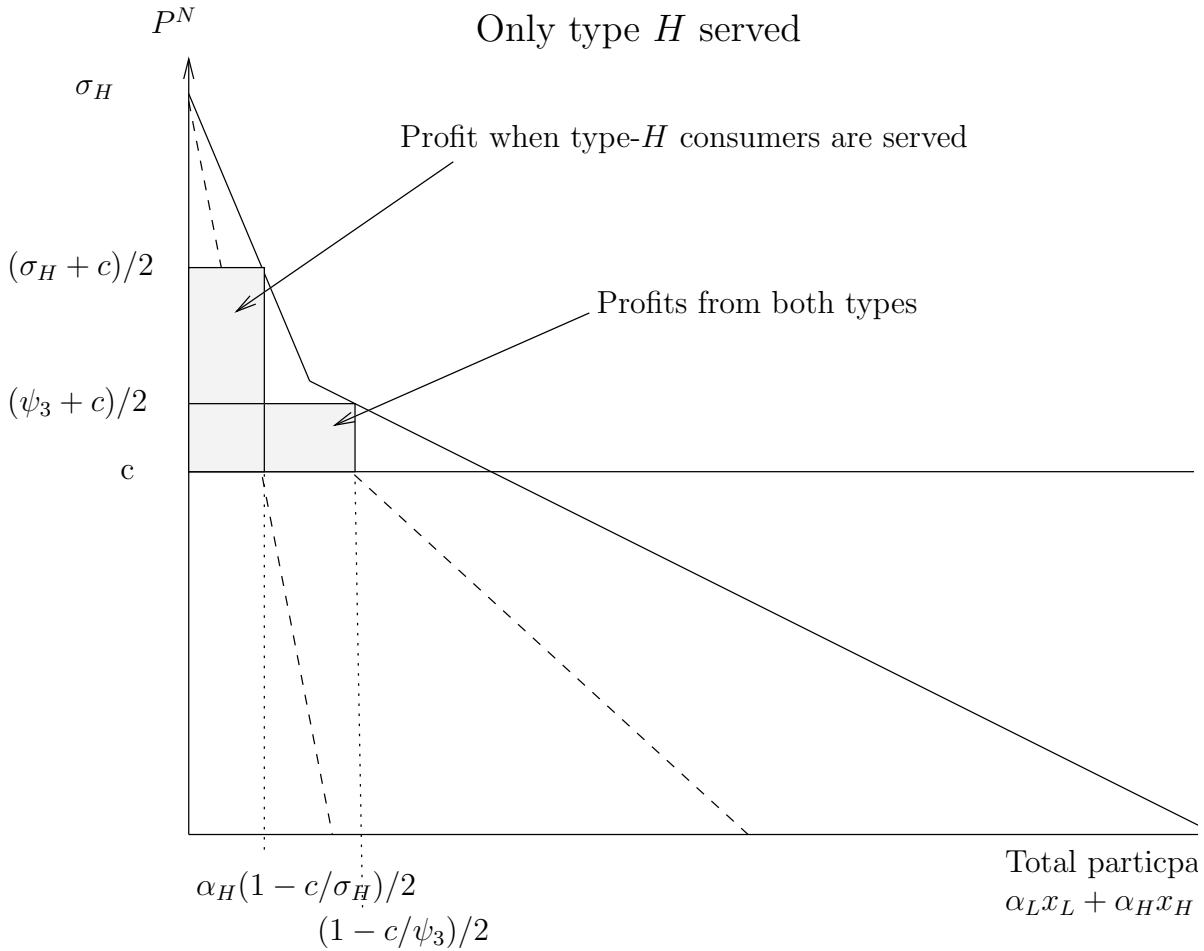 P^N
Only type H served
σ_H
Profit when type-H consumers are served
(σ_H + c)/2
Profits from both types
(ψ_3 + c)/2
c
Total particpa
α_H(1 − c/σ_H)/2
α_L x_L + α_H x_H
(1 − c/ψ_3)/2